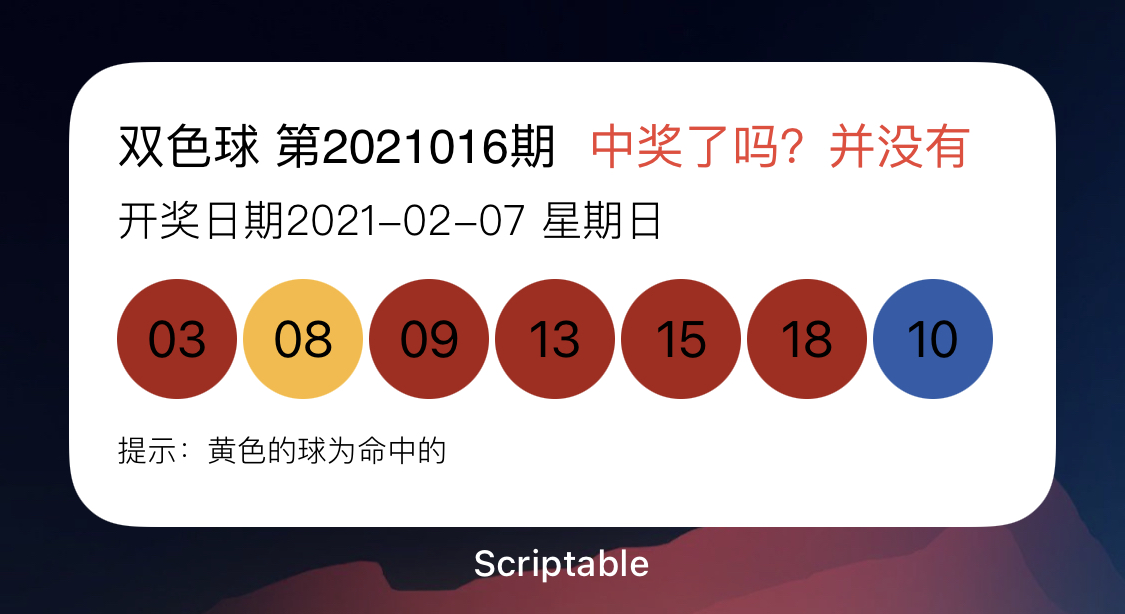 双色球 第2021016期 中奖了吗？并没有
开奖日期2021-02-07 星期日
03 08 09 13 15 18 10
提示：黄色的球为命中的
Scriptable